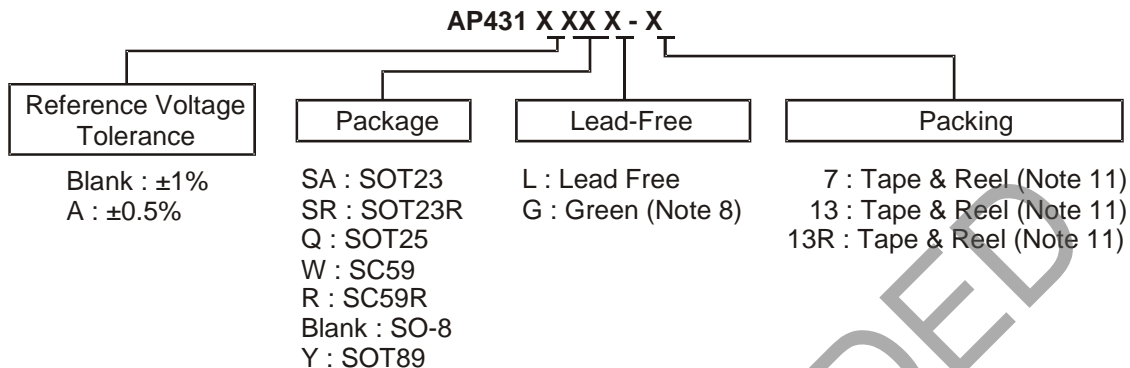 AP431 X XX X - X
Reference Voltage
Tolerance
Package
Lead-Free
Packing
Blank : ±1%
A : ±0.5%
SA : SOT23
SR : SOT23R
Q : SOT25
W : SC59
R : SC59R
Blank : SO-8
Y : SOT89
L : Lead Free
G : Green (Note 8)
7 : Tape & Reel (Note 11)
13 : Tape & Reel (Note 11)
13R : Tape & Reel (Note 11)
DED